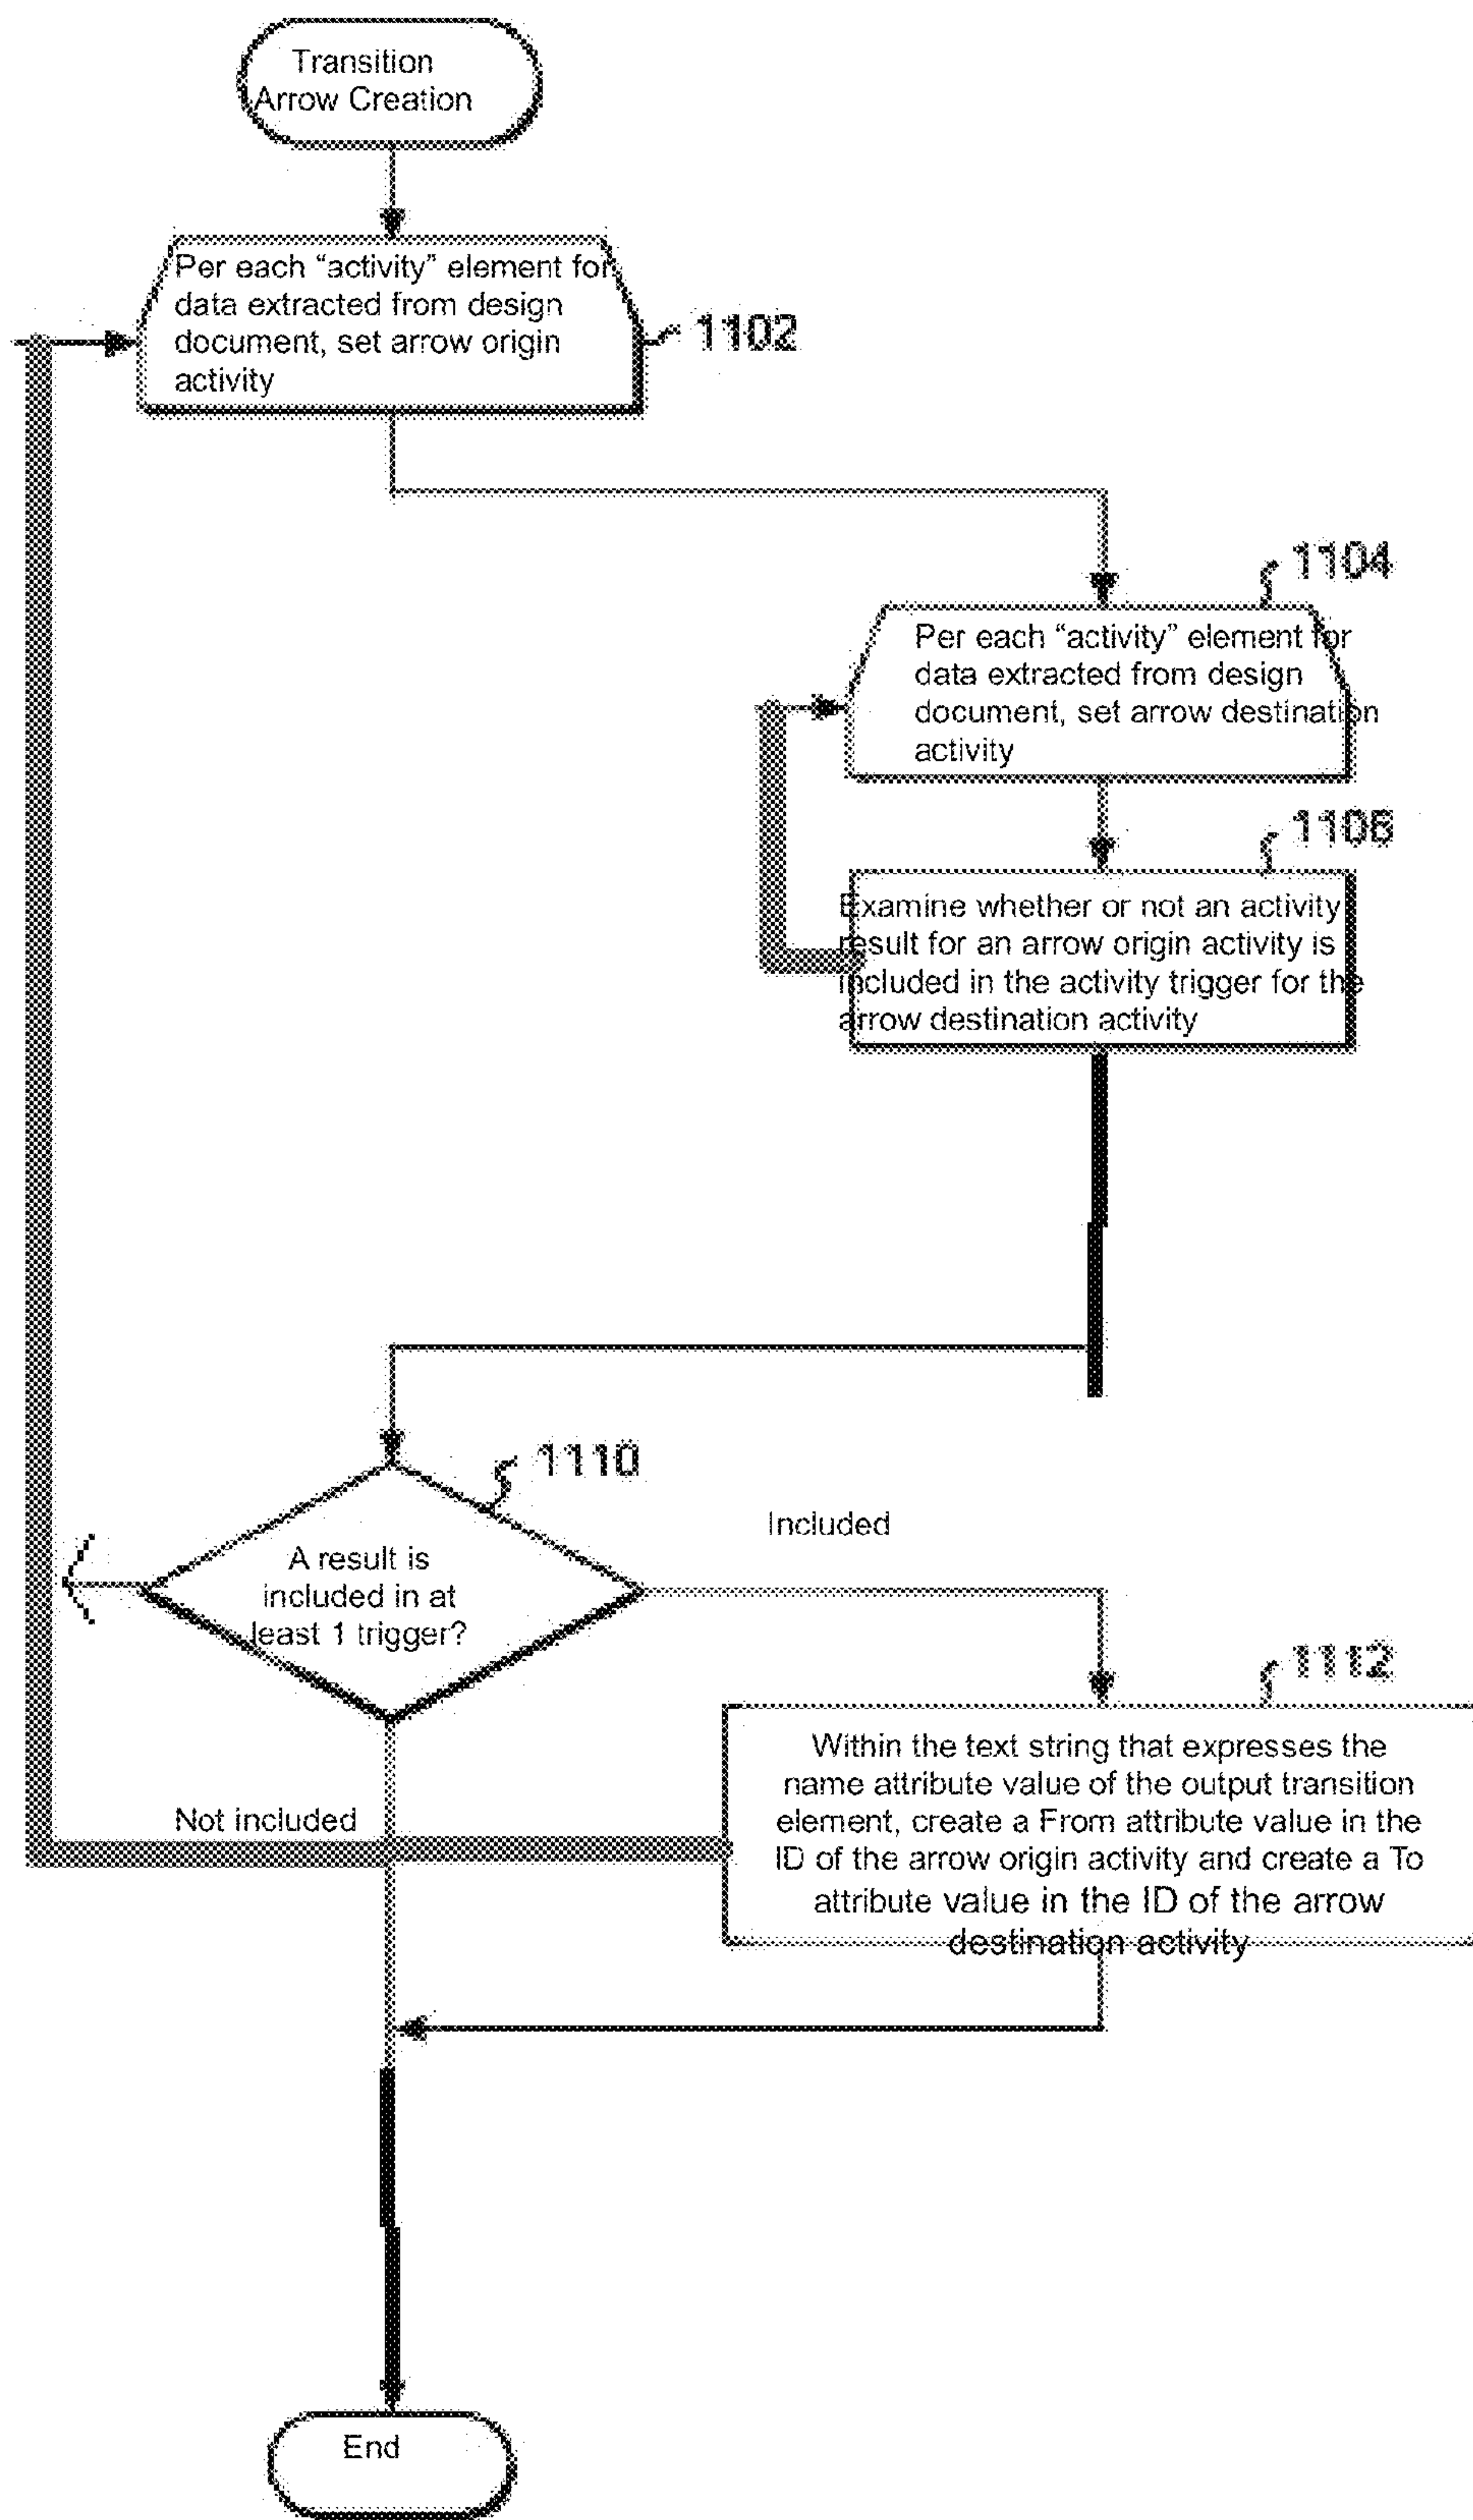 Transition
Arrow Creation
Per each “activity” element for
data extracted from design
document, set arrow origin
activity
1102
1104
Per each “activity” element for
data extracted from design
document, set arrow destination
activity
1106
Examine whether or not an activity
result for an arrow origin activity is
included in the activity trigger for the
arrow destination activity
1110
Included
A result is
included in at
least 1 trigger?
1112
Within the text string that expresses the
name attribute value of the output transition
element, create a From attribute value in the
ID of the arrow origin activity and create a To
attribute value in the ID of the arrow
destination activity
Not included
End